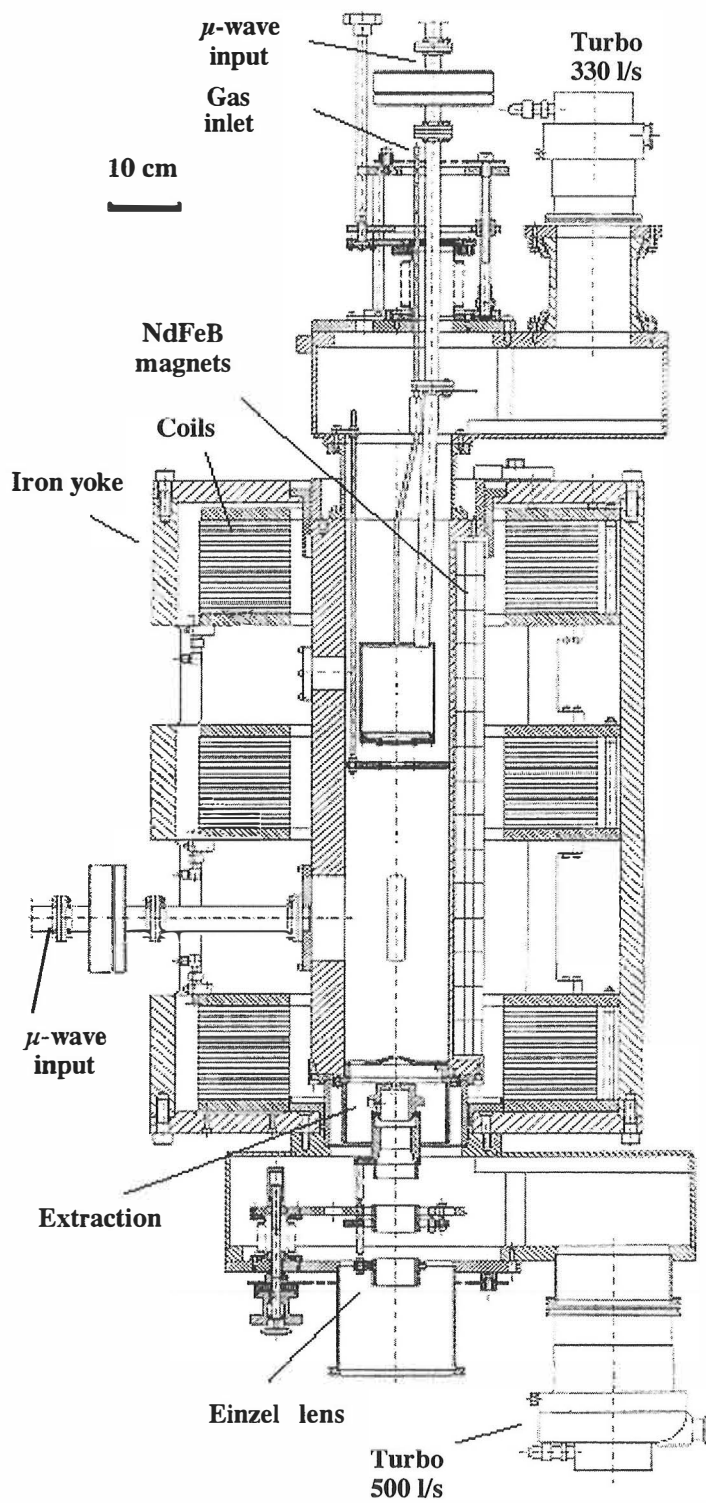 μ-wave
input
Turbo
330 l/s
Gas
inlet
10 cm
NdFeB
magnets
Coils
Iron yoke
μ-wave
input
Extraction
Einzel lens
Turbo
500 l/s